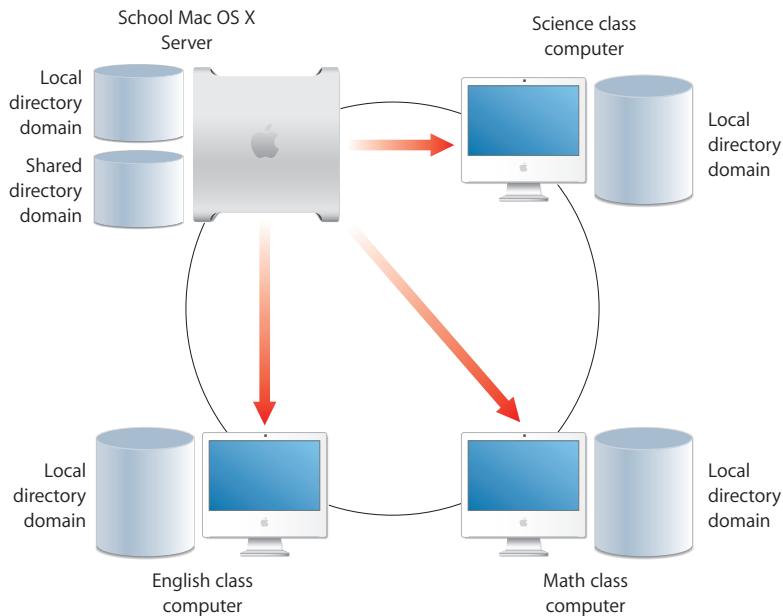 School Mac OS X
Server
Local
directory
domain
Shared
directory
domain
Science class
computer
Local
directory
domain
Local
directory
domain
English class
computer
Local
directory
domain
Math class
computer